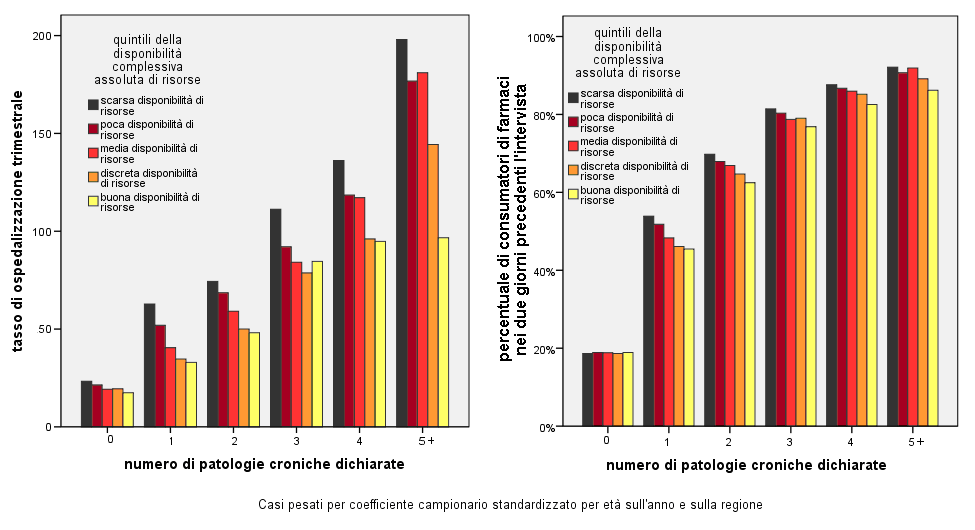 tasso di ospedalizzazione trimestrale
200
150
100
50
0
quintili della
disponibilità
complessiva
assoluta di risorse
scarsa disponibilità di
risorse
poca disponibilità di
risorse
media disponibilità di
risorse
discreta disponibilità
di risorse
buona disponibilità di
risorse
0 1 2 3 4 5+
numero di patologie croniche dichiarate
percentuale di consumatori di farmaci
nei due giorni precedenti l'intervista
100%
80%
60%
40%
20%
0%
quintili della
disponibilità
complessiva
assoluta di risorse
scarsa disponibilità di
risorse
poca disponibilità di
risorse
media disponibilità di
risorse
discreta disponibilità di
risorse
buona disponibilità di
risorse
0 1 2 3 4 5+
numero di patologie croniche dichiarate
Casi pesati per coefficiente campionario standardizzato per età sull'anno e sulla regione